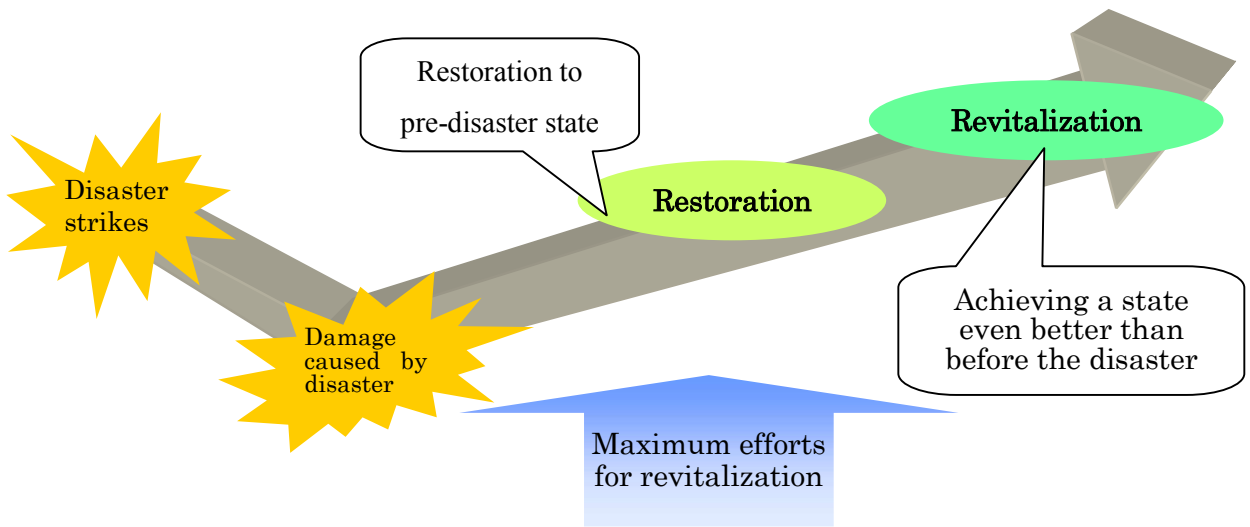 Restoration to
pre-disaster state
Revitalization
Disaster
strikes
Restoration
Achieving a state
even better than
before the disaster
Damage
caused by
disaster
Maximum efforts
for revitalization